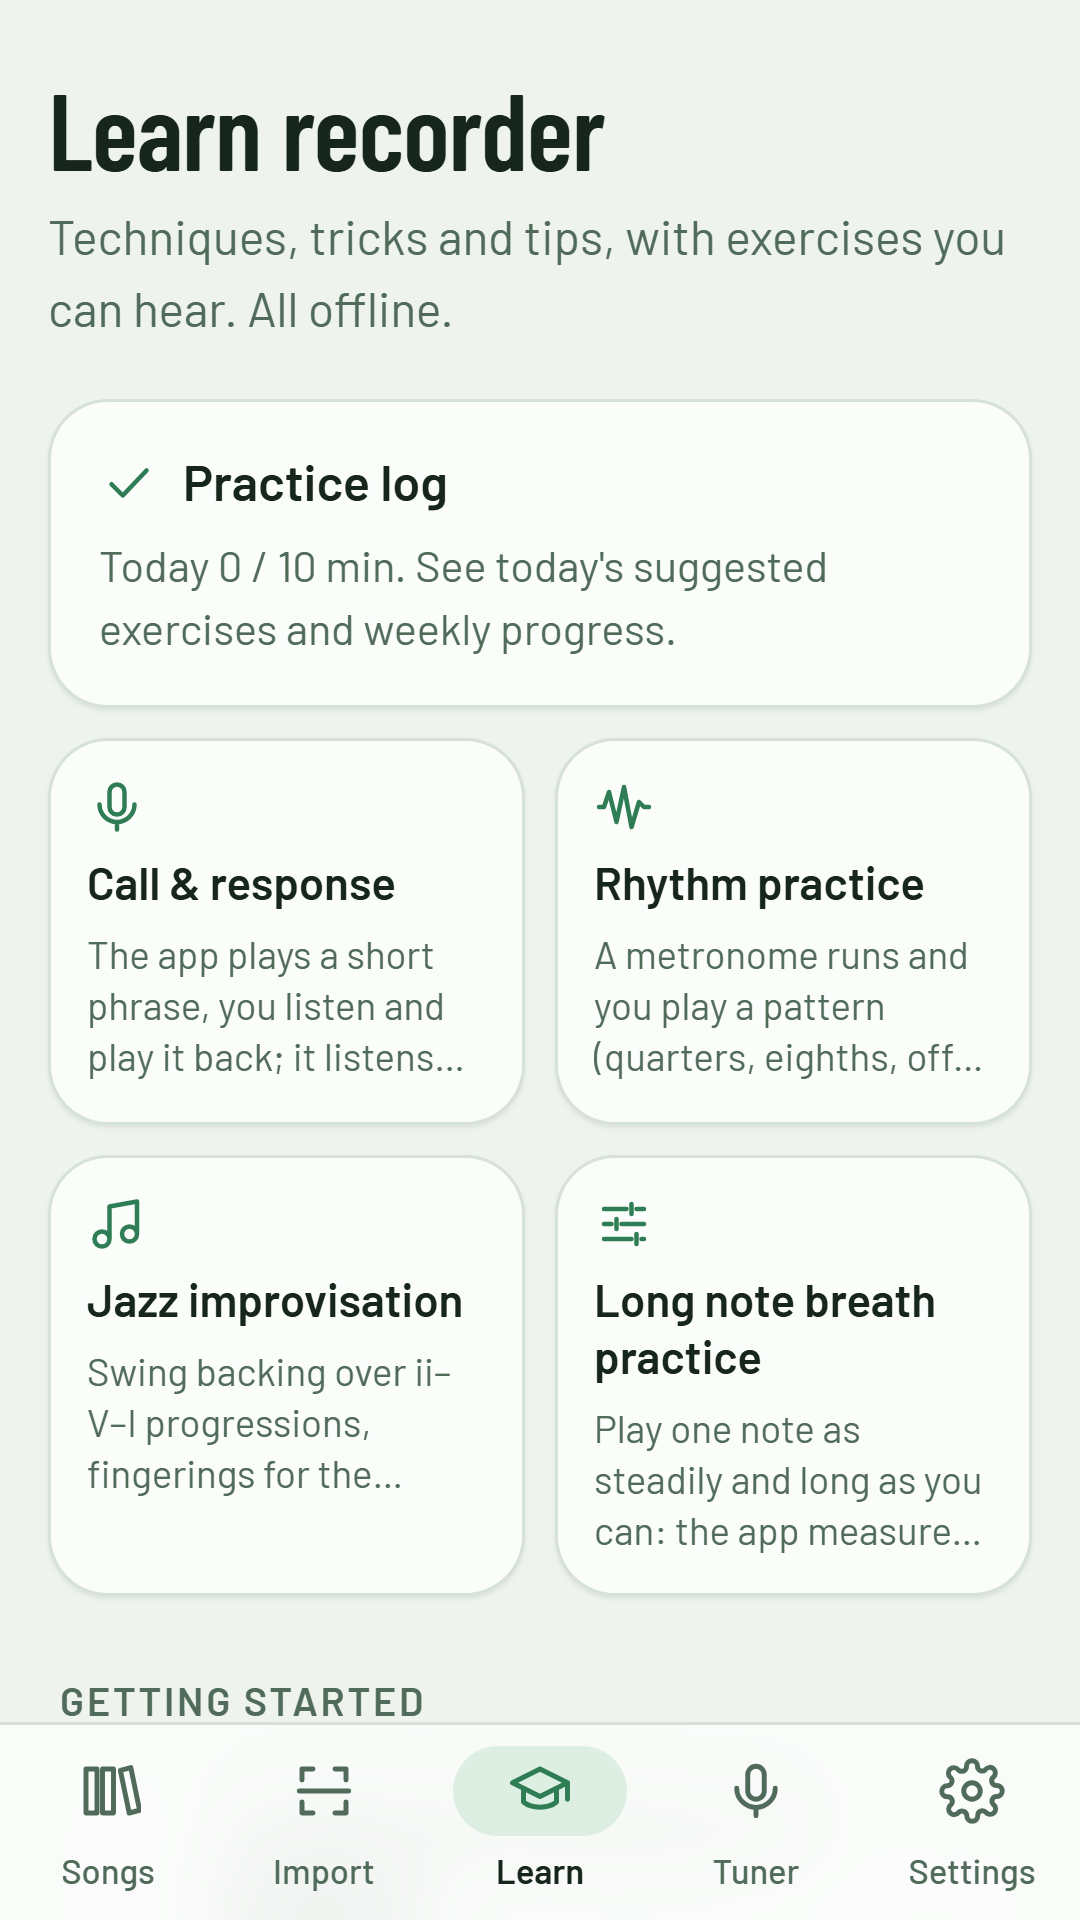 Learn recorder
Techniques, tricks and tips, with exercises you
can hear. All offline.
Practice log
Today 0 / 10 min. See today's suggested
exercises and weekly progress.
Call & response
The app plays a short
phrase, you listen and
play it back; it listens...
Rhythm practice
A metronome runs and
you play a pattern
(quarters, eighths, off...
Jazz improvisation
Swing backing over ii–
V–I progressions,
fingerings for the...
Long note breath
practice
Play one note as
steadily and long as you
can: the app measure...
GETTING STARTED
Songs
Import
Learn
Tuner
Settings